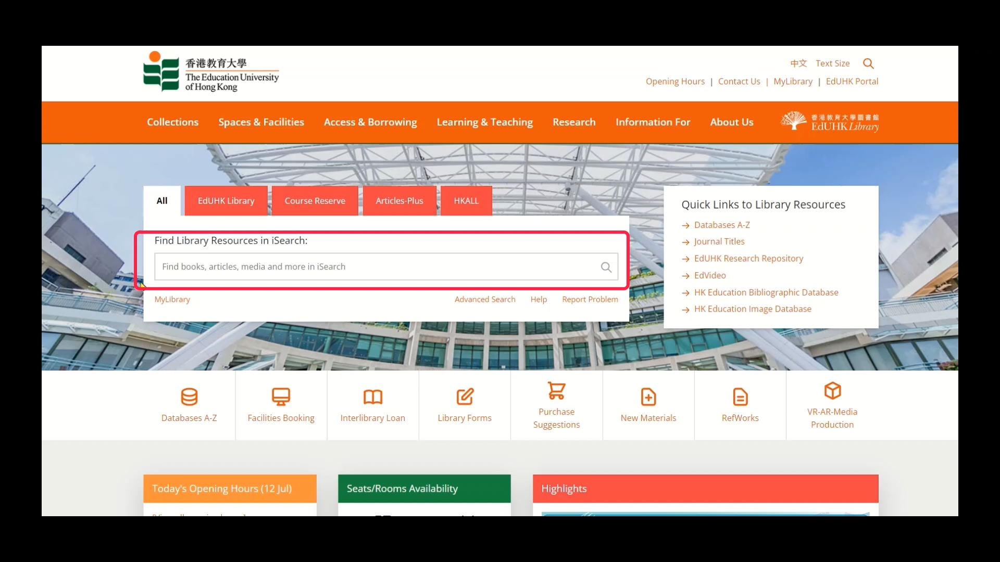 香港教育大學
The Education University
of Hong Kong
中文 Text Size
Opening Hours | Contact Us | MyLibrary | EdUHK Portal
Collections Spaces & Facilities Access & Borrowing Learning & Teaching Research Information For About Us
香港教育大學圖書館
EdUHK Library
All EdUHK Library Course Reserve Articles-Plus HKALL
Find Library Resources in iSearch:
Find books, articles, media and more in iSearch
MyLibrary Advanced Search Help Report Problem
Quick Links to Library Resources
Databases A-Z
Journal Titles
EdUHK Research Repository
EdVideo
HK Education Bibliographic Database
HK Education Image Database
Databases A-Z
Facilities Booking
Interlibrary Loan
Library Forms
Purchase
Suggestions
New Materials
RefWorks
VR-AR-Media
Production
Today's Opening Hours (12 Jul)
Seats/Rooms Availability
Highlights